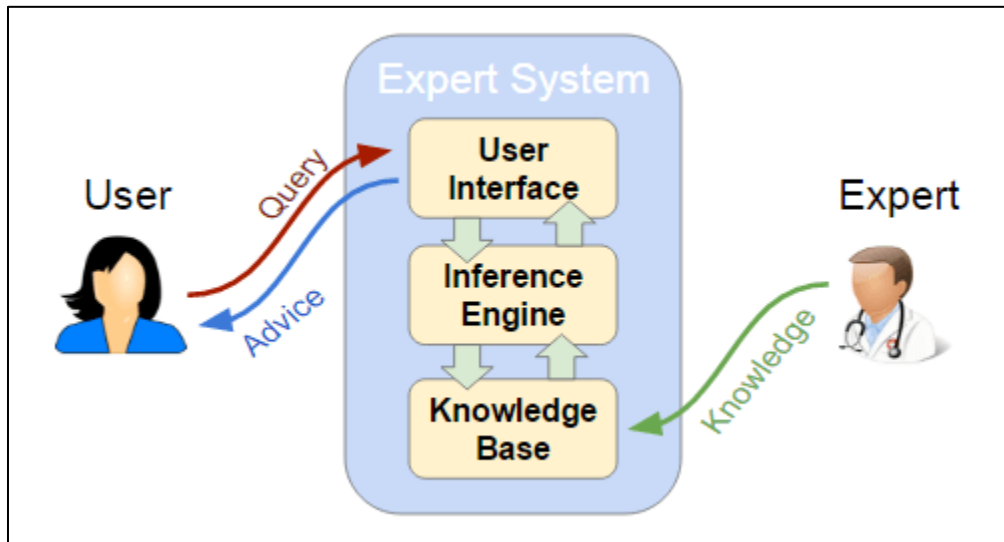 Expert System
User
Interface
Query
User
Expert
Inference
Engine
Advice
Knowledge
Knowledge
Base